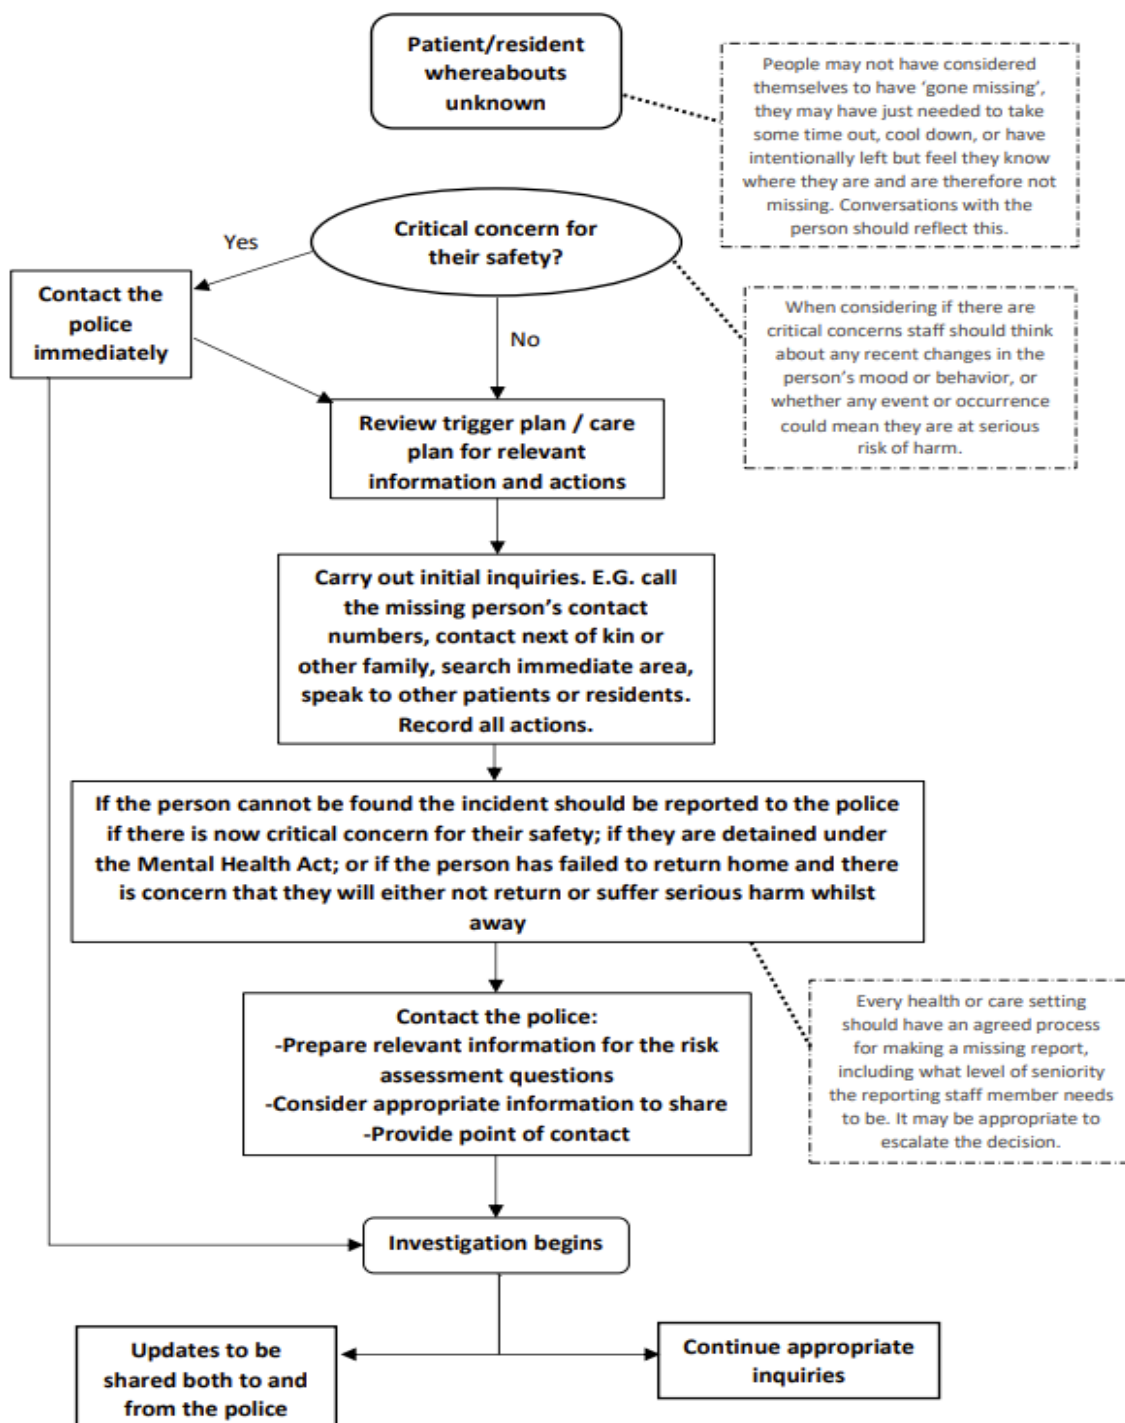 Patient/resident
whereabouts
unknown
People may not have considered
themselves to have ‘gone missing’,
they may have just needed to take
some time out, cool down, or have
intentionally left but feel they know
where they are and are therefore not
missing. Conversations with the
person should reflect this.
Critical concern for
their safety?
Yes
No
Contact the
police
immediately
When considering if there are
critical concerns staff should think
about any recent changes in the
person’s mood or behavior, or
whether any event or occurrence
could mean they are at serious
risk of harm.
Review trigger plan / care
plan for relevant
information and actions
Carry out initial inquiries. E.G. call
the missing person’s contact
numbers, contact next of kin or
other family, search immediate area,
speak to other patients or residents.
Record all actions.
If the person cannot be found the incident should be reported to the police
if there is now critical concern for their safety; if they are detained under
the Mental Health Act; or if the person has failed to return home and there
is concern that they will either not return or suffer serious harm whilst
away
Every health or care setting
should have an agreed process
for making a missing report,
including what level of seniority
the reporting staff member needs
to be. It may be appropriate to
escalate the decision.
Contact the police:
-Prepare relevant information for the risk
assessment questions
-Consider appropriate information to share
-Provide point of contact
Investigation begins
Updates to be
shared both to and
from the police
Continue appropriate
inquiries